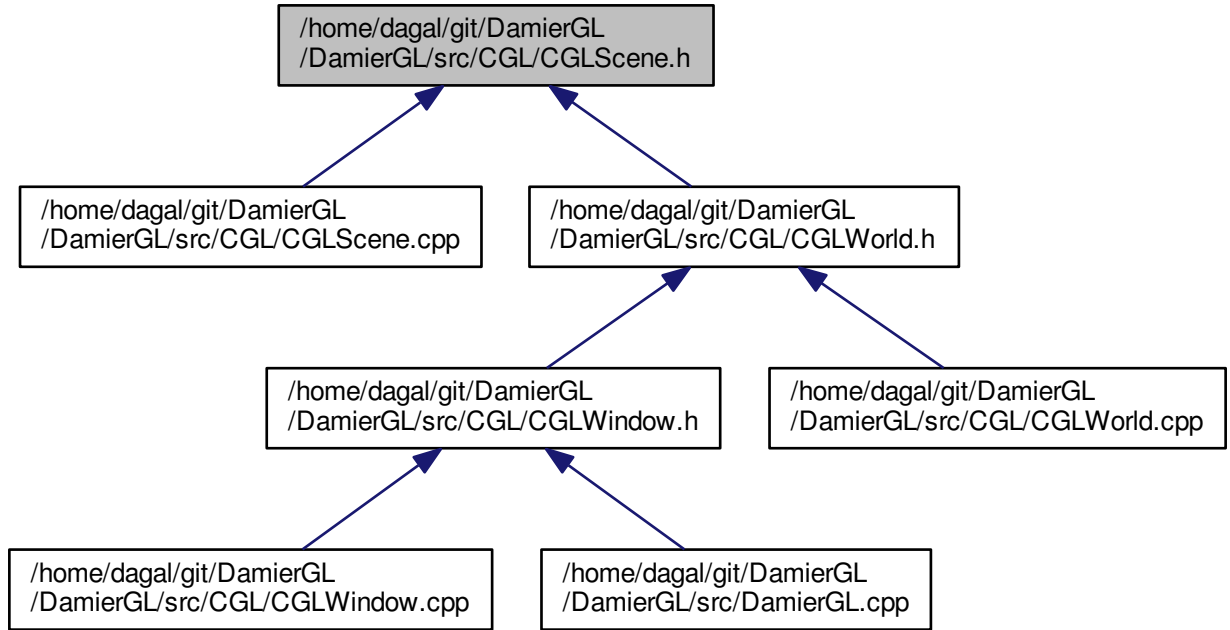 /home/dagal/git/DamierGL
/DamierGL/src/CGL/CGLScene.h
/home/dagal/git/DamierGL
/DamierGL/src/CGL/CGLScene.cpp
/home/dagal/git/DamierGL
/DamierGL/src/CGL/CGLWorld.h
/home/dagal/git/DamierGL
/DamierGL/src/CGL/CGLWindow.h
/home/dagal/git/DamierGL
/DamierGL/src/CGL/CGLWorld.cpp
/home/dagal/git/DamierGL
/DamierGL/src/CGL/CGLWindow.cpp
/home/dagal/git/DamierGL
/DamierGL/src/DamierGL.cpp